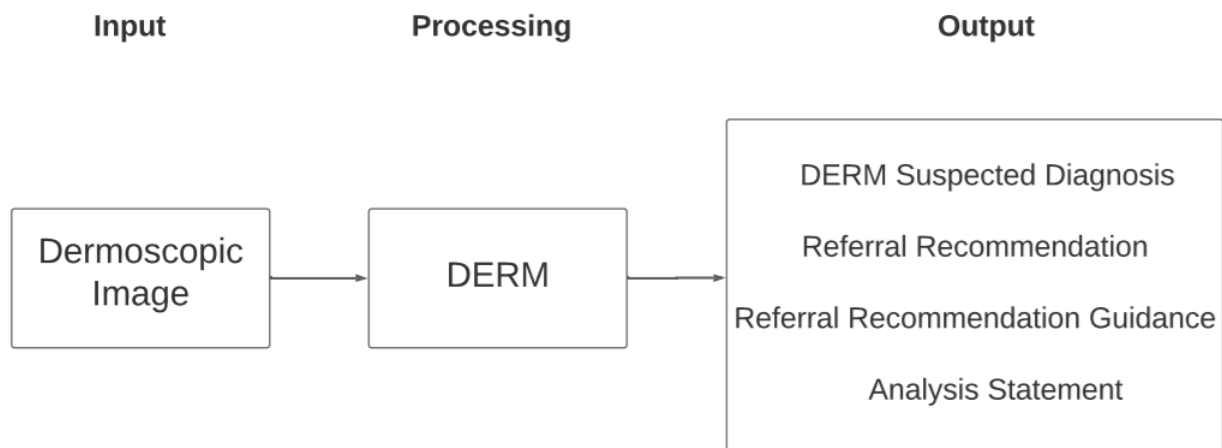 Input
Processing
Output
Dermoscopic
Image
DERM
DERM Suspected Diagnosis
Referral Recommendation
Referral Recommendation Guidance
Analysis Statement